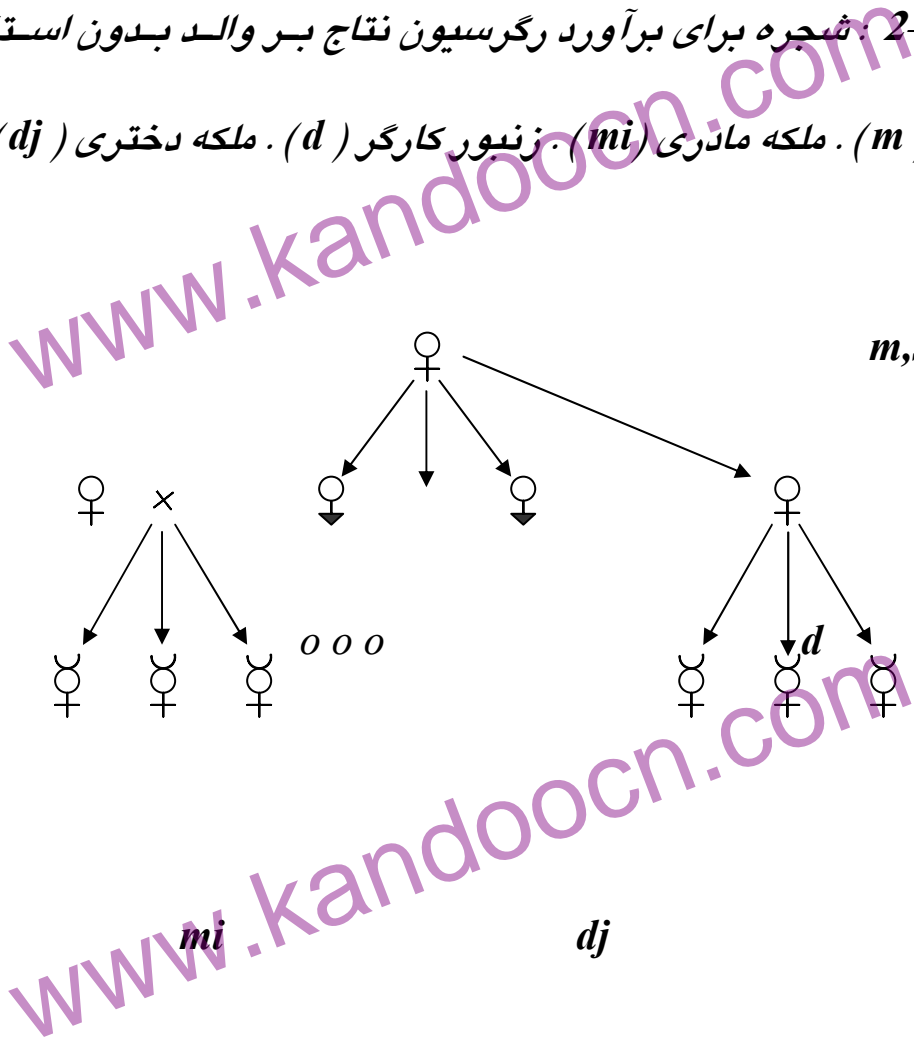 2- : شجره برای برآورد رگرسیون نتاج بر والد بدون
m ) . ملکه مادری (mi) . زنبور کارگر ( d ) . ملکه دختری ( dj )
www.kandoocn.com
m,
o o o
d
www.kandoocn.com
mi dj